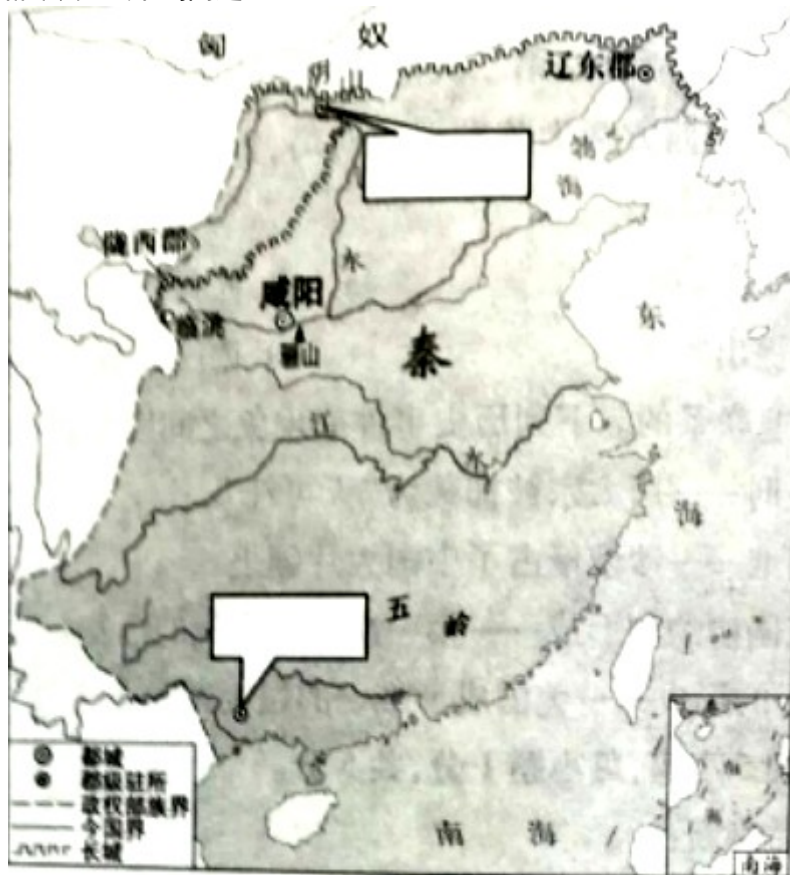 匈 奴
阴山
辽东郡
渤海
陇西郡
水
咸阳
临洮
骊山
秦
东海
江水
五岭
都城
郡级驻所
政权部族界
今国界
长城
南 海
南海